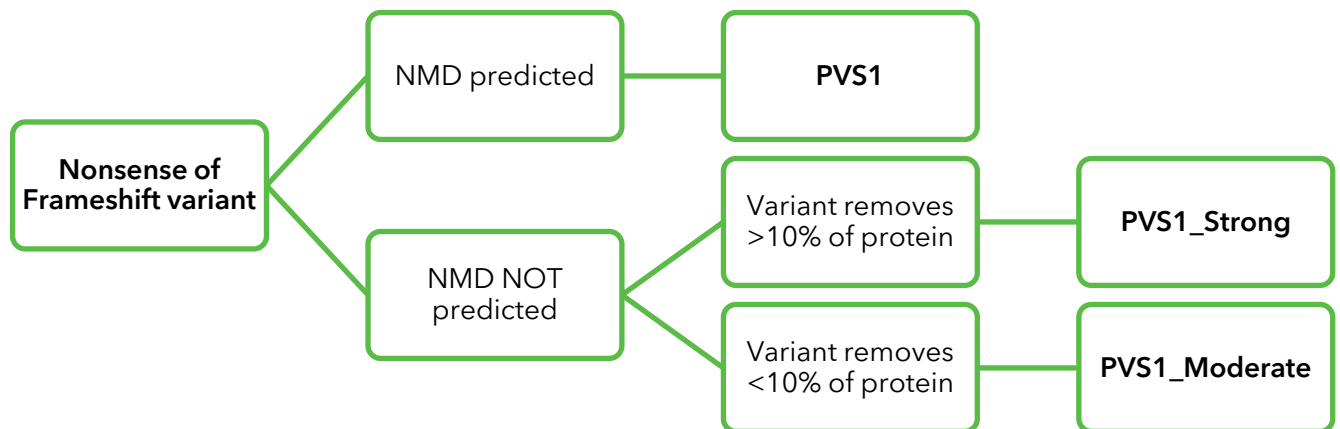 NMD predicted
PVS1
Nonsense of
Frameshift variant
Variant removes
>10% of protein
PVS1_Strong
NMD NOT
predicted
Variant removes
<10% of protein
PVS1_Moderate